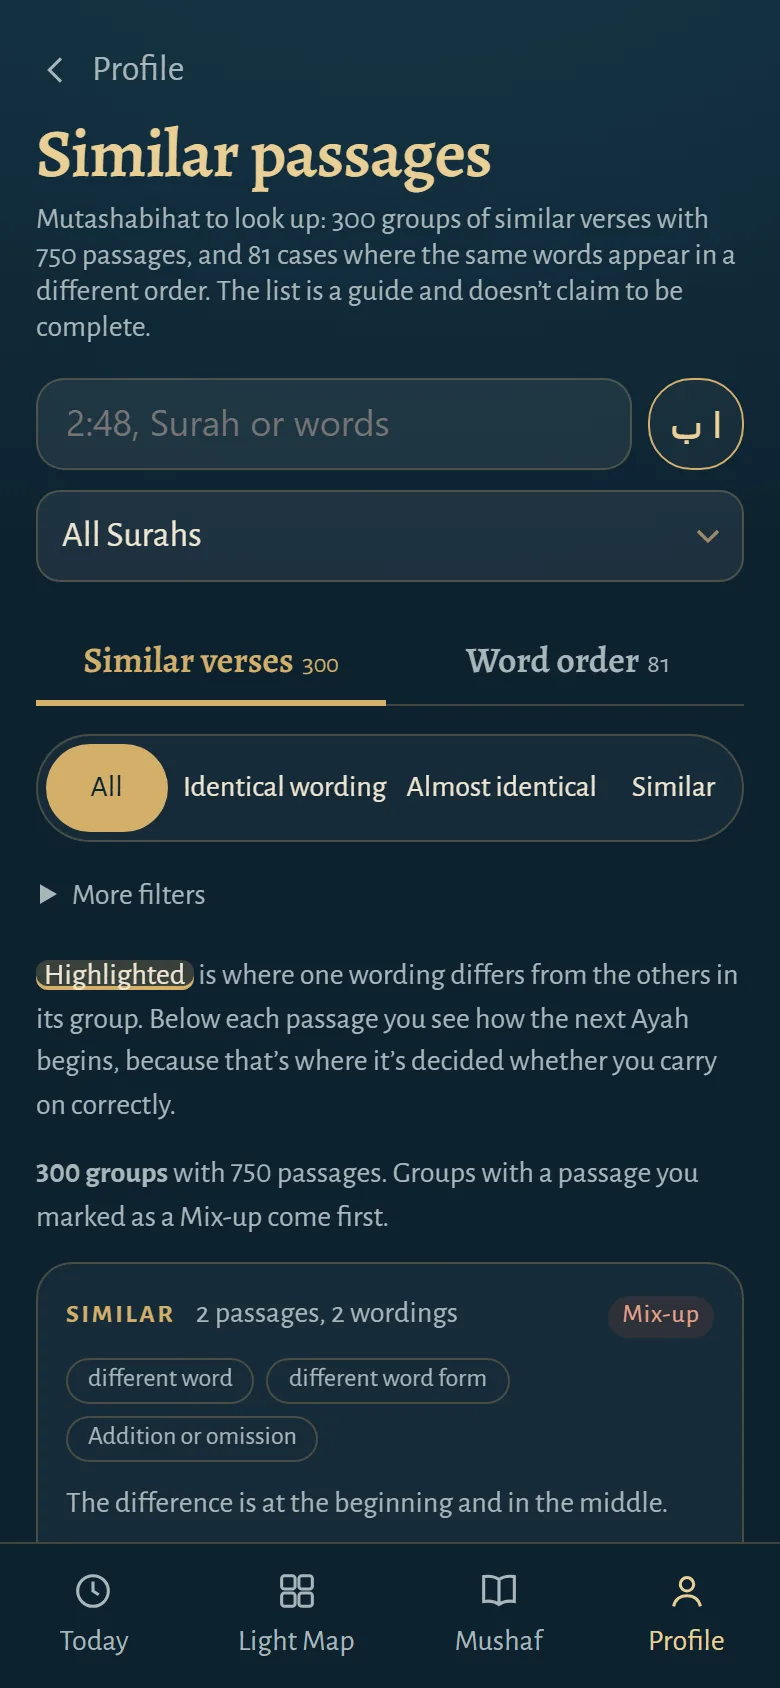 Profile
Similar passages
Mutashabihat to look up: 300 groups of similar verses with
750 passages, and 81 cases where the same words appear in a
different order. The list is a guide and doesn’t claim to be
complete.
2:48, Surah or words
ا ب
All Surahs
Similar verses 300
Word order 81
All
Identical wording
Almost identical
Similar
More filters
Highlighted is where one wording differs from the others in
its group. Below each passage you see how the next Ayah
begins, because that’s where it’s decided whether you carry
on correctly.
300 groups with 750 passages. Groups with a passage you
marked as a Mix-up come first.
SIMILAR 2 passages, 2 wordings
Mix-up
different word
different word form
Addition or omission
The difference is at the beginning and in the middle.
Today
Light Map
Mushaf
Profile